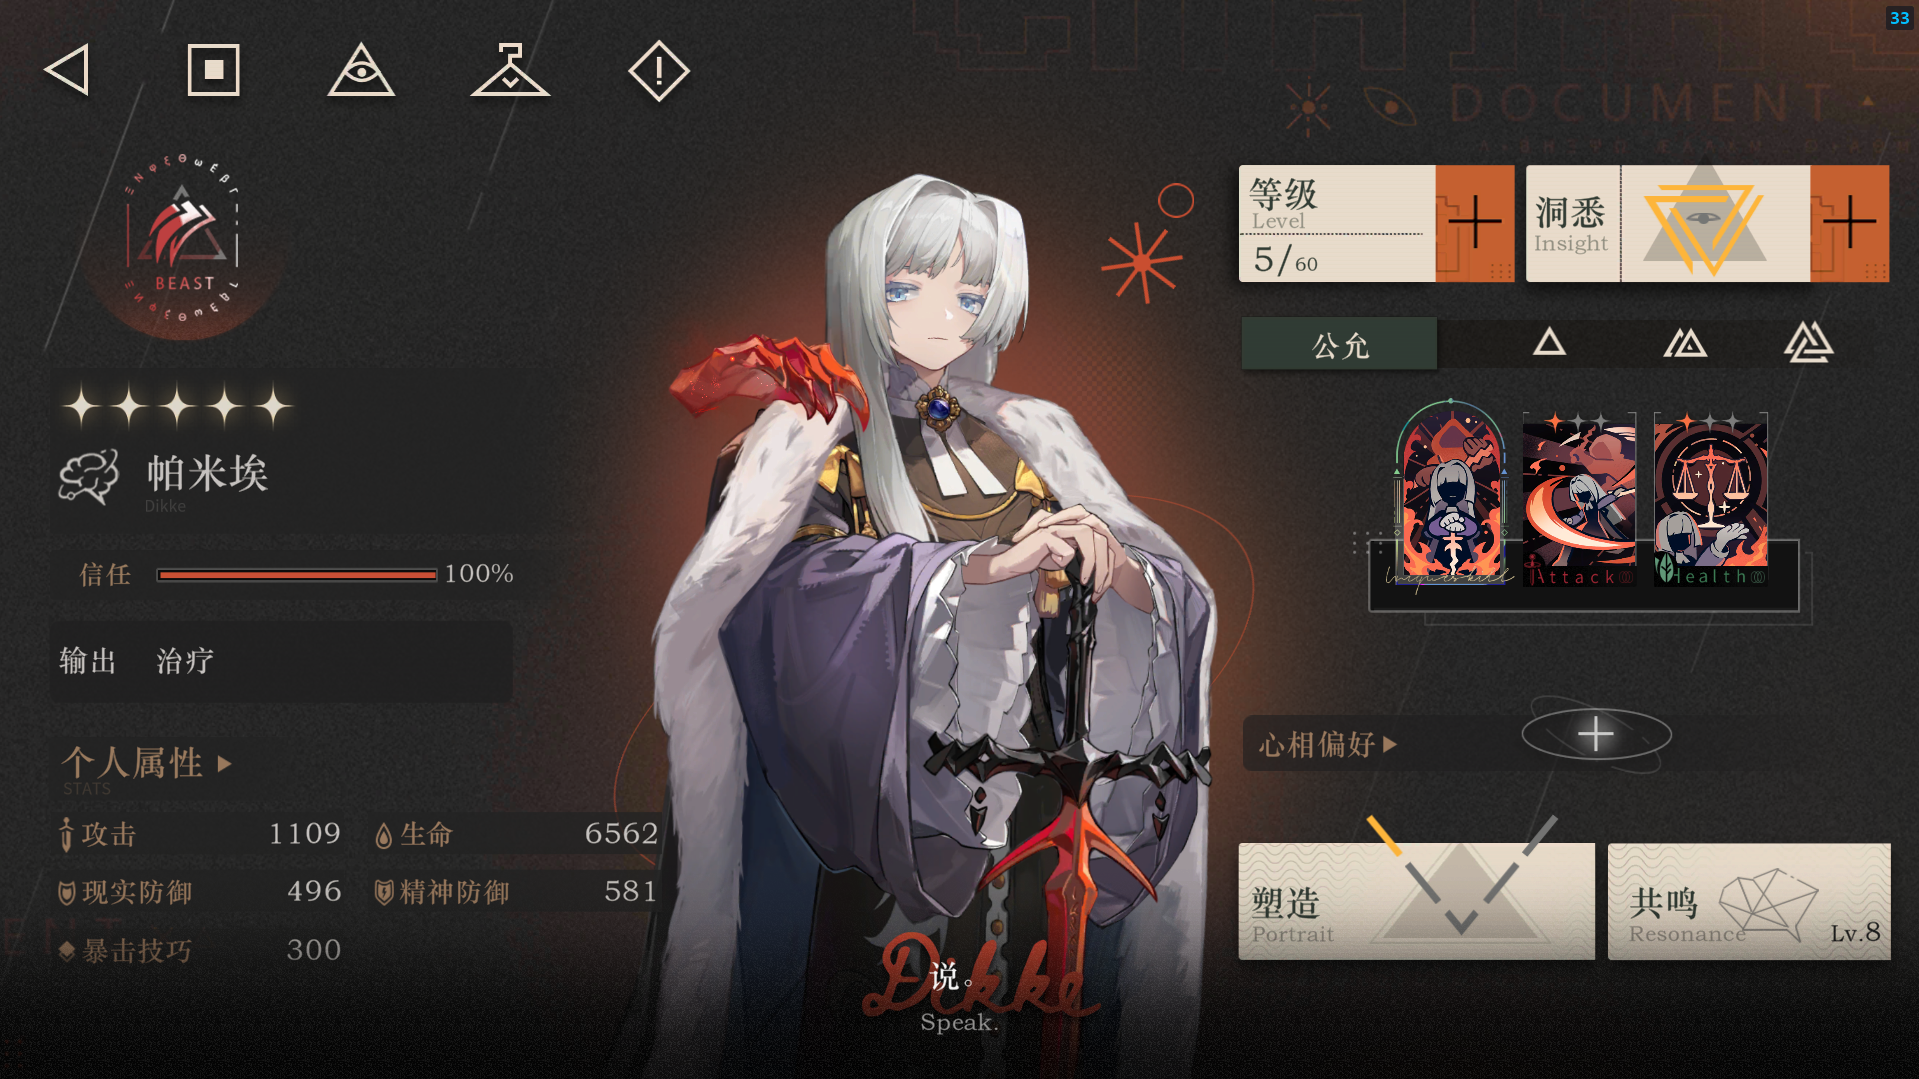 33
DOCUMENT
BEAST
等级
Level
5/60
洞悉
Insight
公允
帕米埃
Dikke
Attack
Health
信任
100%
输出 治疗
心相偏好
个人属性
STATS
攻击 1109 生命 6562
现实防御 496 精神防御 581
暴击技巧 300
塑造
Portrait
共鸣
Resonance
Lv.8
Dikke
说。
Speak.